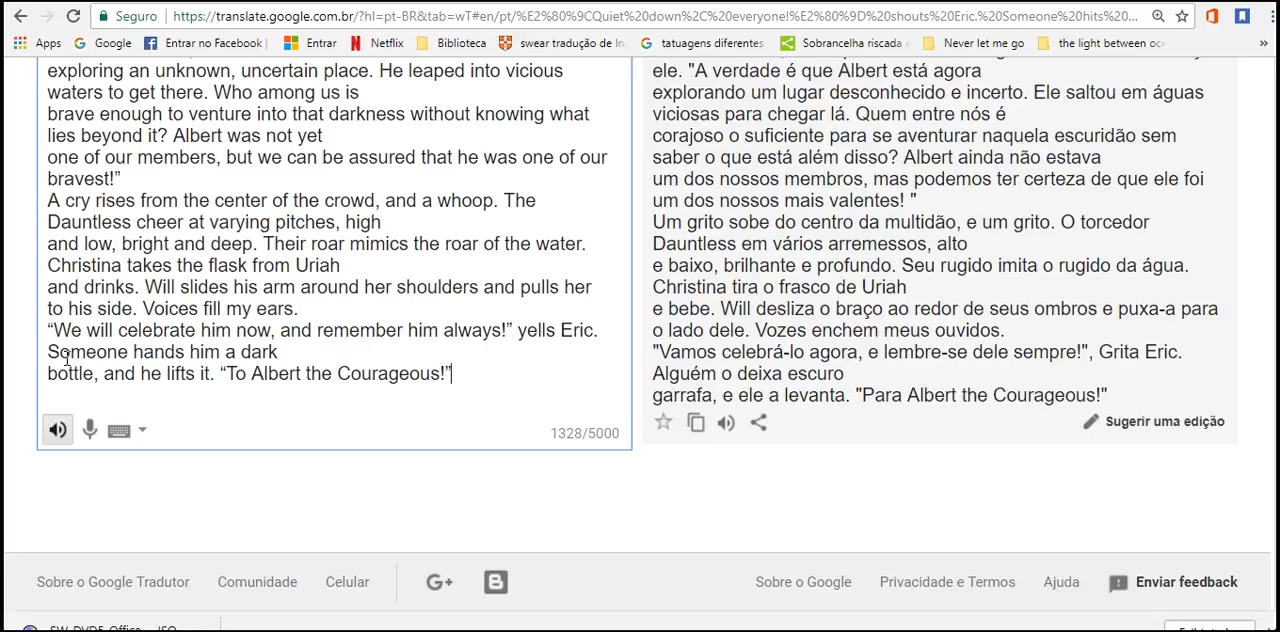 Seguro
https://translate.google.com.br/?hl=pt-BR&tab=wT#en/pt/%E2%80%9CQuiet%20down%2C%20everyone!%E2%80%9D%20shouts%20Eric.%20Someone%20hits%20...
Apps Google Entrar no Facebook Entrar Netflix Biblioteca swear tradução de In tatuagens diferentes Sobrancelha riscada Never let me go the light between oce »
exploring an unknown, uncertain place. He leaped into vicious
waters to get there. Who among us is
brave enough to venture into that darkness without knowing what
lies beyond it? Albert was not yet
one of our members, but we can be assured that he was one of our
bravest!”
A cry rises from the center of the crowd, and a whoop. The
Dauntless cheer at varying pitches, high
and low, bright and deep. Their roar mimics the roar of the water.
Christina takes the flask from Uriah
and drinks. Will slides his arm around her shoulders and pulls her
to his side. Voices fill my ears.
“We will celebrate him now, and remember him always!” yells Eric.
Someone hands him a dark
bottle, and he lifts it. “To Albert the Courageous!”
1328/5000
ele. "A verdade é que Albert está agora
explorando um lugar desconhecido e incerto. Ele saltou em águas
viciosas para chegar lá. Quem entre nós é
corajoso o suficiente para se aventurar naquela escuridão sem
saber o que está além disso? Albert ainda não estava
um dos nossos membros, mas podemos ter certeza de que ele foi
um dos nossos mais valentes! "
Um grito sobe do centro da multidão, e um grito. O torcedor
Dauntless em vários arremessos, alto
e baixo, brilhante e profundo. Seu rugido imita o rugido da água.
Christina tira o frasco de Uriah
e bebe. Will desliza o braço ao redor de seus ombros e puxa-a para
o lado dele. Vozes enchem meus ouvidos.
"Vamos celebrá-lo agora, e lembre-se dele sempre!", Grita Eric.
Alguém o deixa escuro
garrafa, e ele a levanta. "Para Albert the Courageous!"
Sugerir uma edição
Sobre o Google Tradutor Comunidade Celular G+ B Sobre o Google Privacidade e Termos Ajuda Enviar feedback